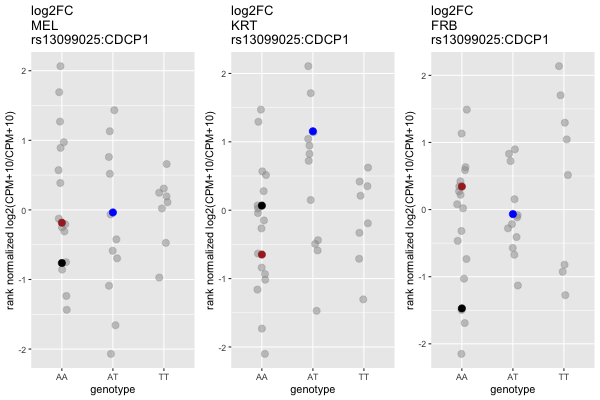 log2FC
MEL
rs13099025:CDCP1
rank normalized log2(CPM+10/CPM+10)
2
1
0
-1
-2
AA
AT
TT
genotype
log2FC
KRT
rs13099025:CDCP1
rank normalized log2(CPM+10/CPM+10)
2
1
0
-1
-2
AA
AT
TT
genotype
log2FC
FRB
rs13099025:CDCP1
rank normalized log2(CPM+10/CPM+10)
2
1
0
-1
-2
AA
AT
TT
genotype